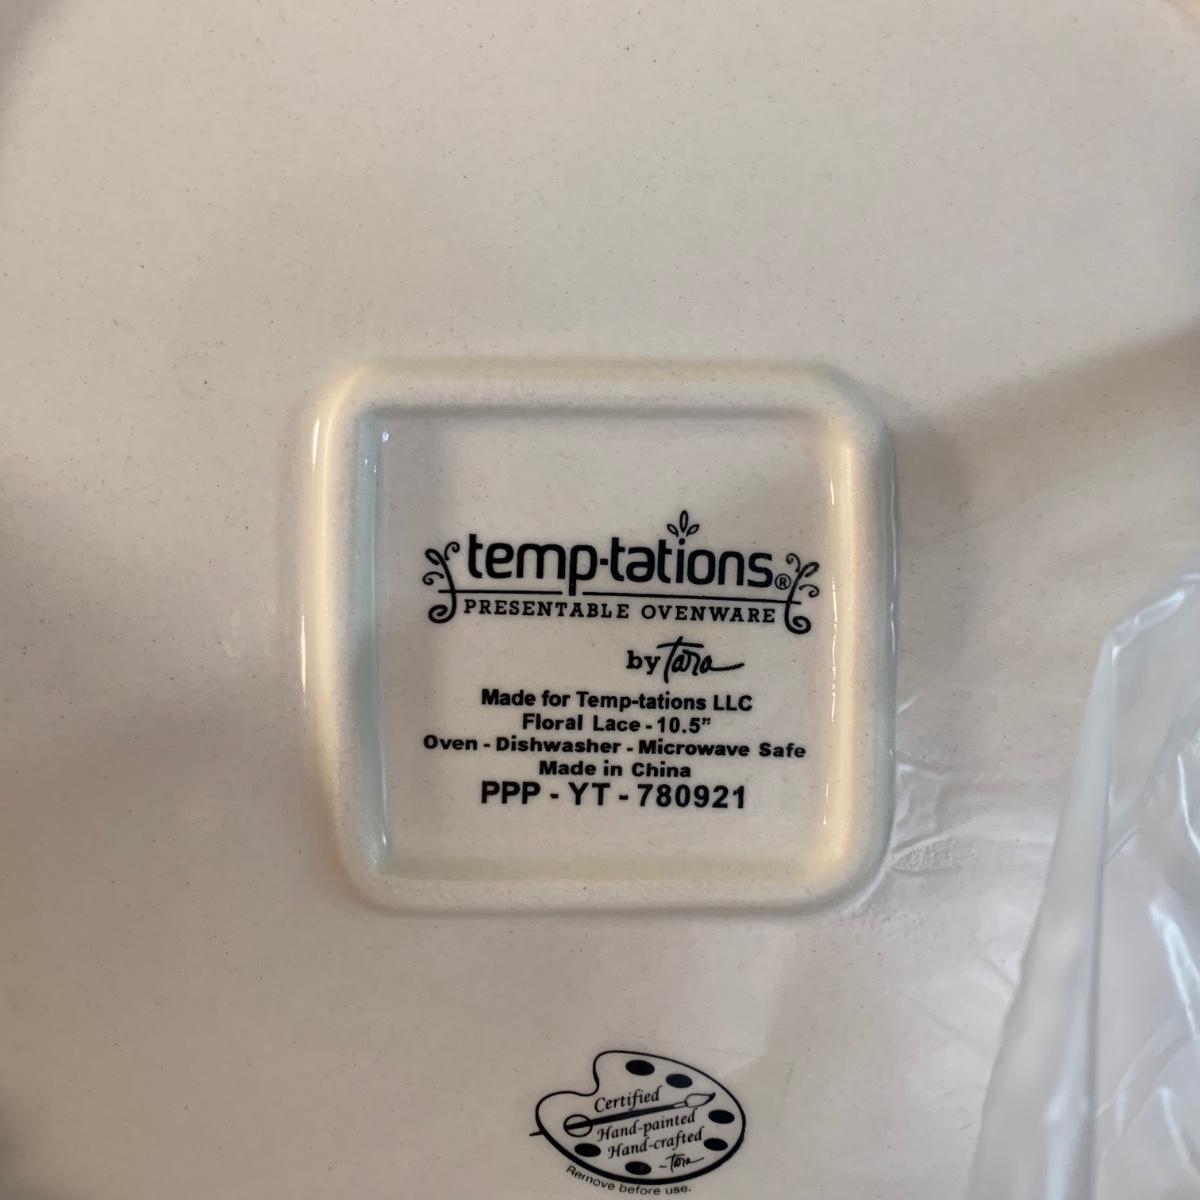 temp-tations®
PRESENTABLE OVENWARE
by Tara
Made for Temp-tations LLC
Floral Lace - 10.5”
Oven - Dishwasher - Microwave Safe
Made in China
PPP - YT - 780921
Certified
Hand-painted
Hand-crafted
~Tara
Remove before use.